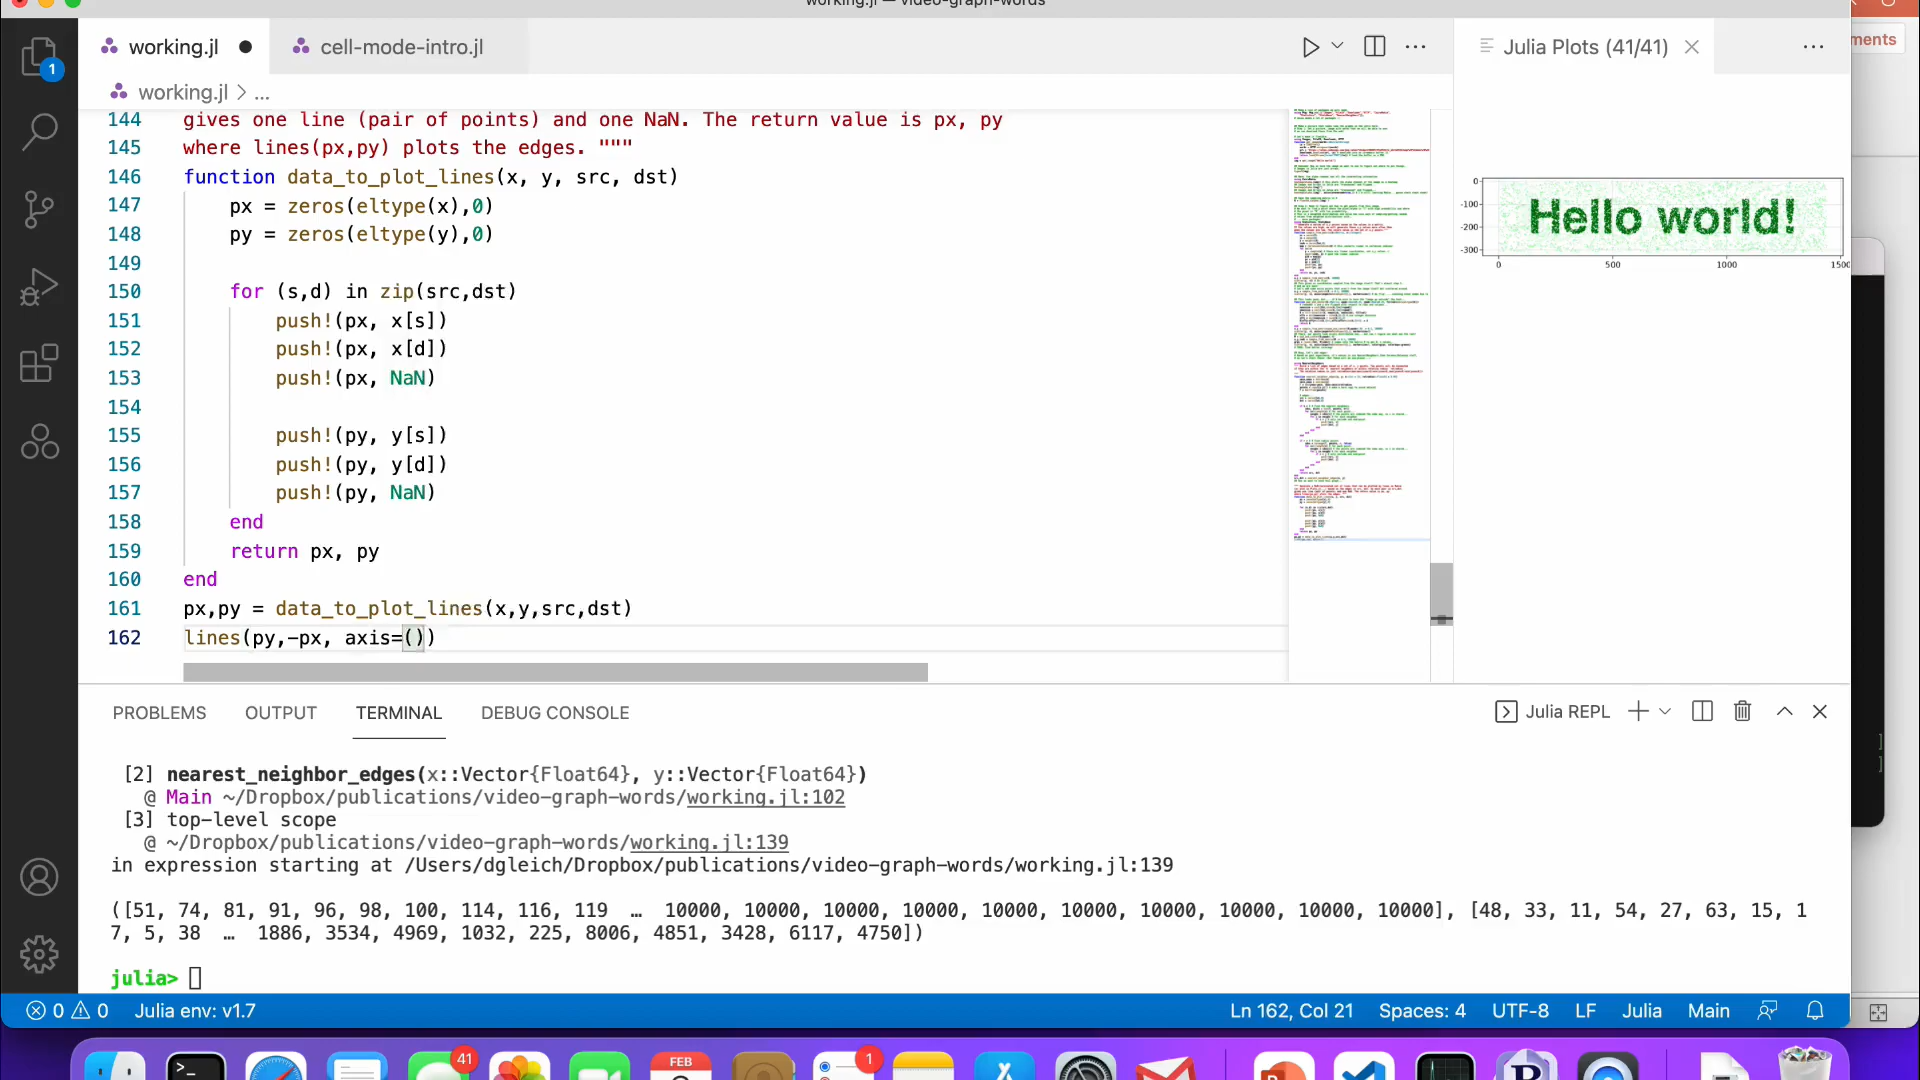 working.jl — video-graph-words
working.jl
cell-mode-intro.jl
Julia Plots (41/41)
ments
working.jl > ...
144 gives one line (pair of points) and one NaN. The return value is px, py
145 where lines(px,py) plots the edges. """
146 function data_to_plot_lines(x, y, src, dst)
147 px = zeros(eltype(x),0)
148 py = zeros(eltype(y),0)
149
150 for (s,d) in zip(src,dst)
151 push!(px, x[s])
152 push!(px, x[d])
153 push!(px, NaN)
154
155 push!(py, y[s])
156 push!(py, y[d])
157 push!(py, NaN)
158 end
159 return px, py
160 end
161 px,py = data_to_plot_lines(x,y,src,dst)
162 lines(py,-px, axis=())
0
-100
-200
-300
Hello world!
0 500 1000 1500
PROBLEMS OUTPUT TERMINAL DEBUG CONSOLE
Julia REPL
[2] nearest_neighbor_edges(x::Vector{Float64}, y::Vector{Float64})
@ Main ~/Dropbox/publications/video-graph-words/working.jl:102
[3] top-level scope
@ ~/Dropbox/publications/video-graph-words/working.jl:139
in expression starting at /Users/dgleich/Dropbox/publications/video-graph-words/working.jl:139
([51, 74, 81, 91, 96, 98, 100, 114, 116, 119 … 10000, 10000, 10000, 10000, 10000, 10000, 10000, 10000, 10000, 10000], [48, 33, 11, 54, 27, 63, 15, 1
7, 5, 38 … 1886, 3534, 4969, 1032, 225, 8006, 4851, 3428, 6117, 4750])
julia>
0 0 Julia env: v1.7
Ln 162, Col 21 Spaces: 4 UTF-8 LF Julia Main
1
41
FEB
1